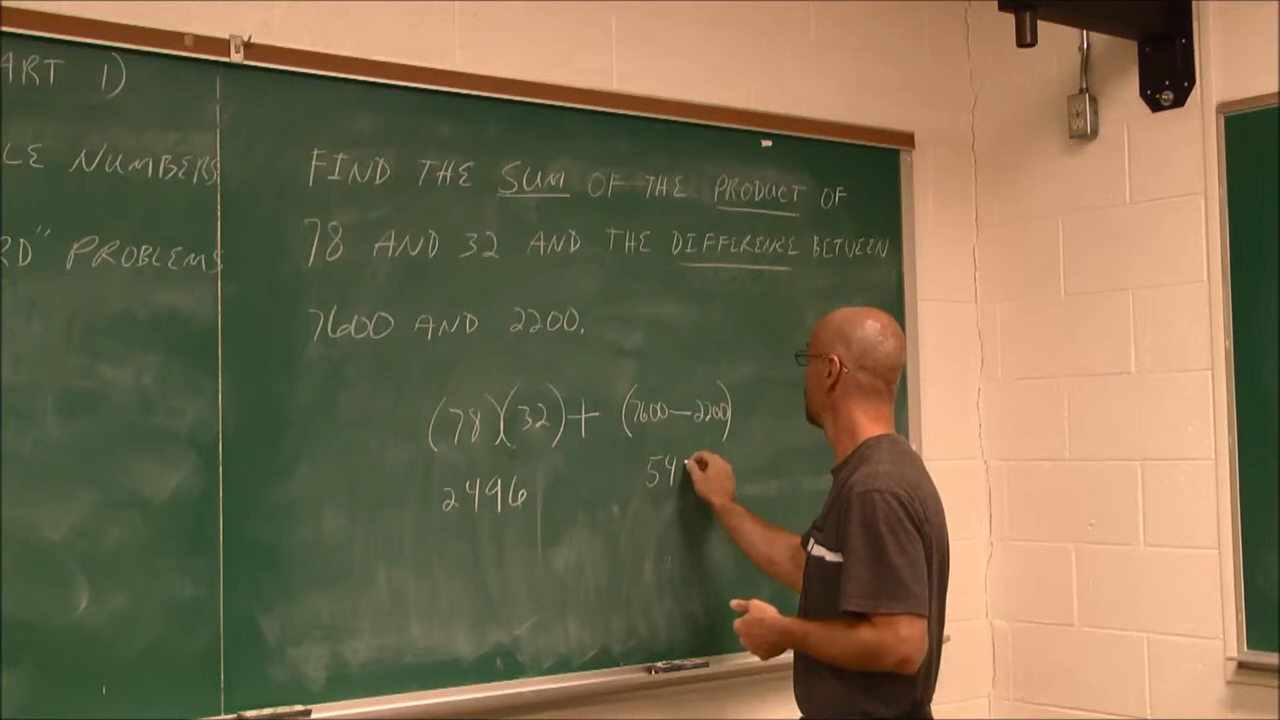 ART 1)
LE NUMBERS
RD" PROBLEMS
FIND THE SUM OF THE PRODUCT OF
78 AND 32 AND THE DIFFERENCE BETWEEN
7600 AND 2200.
(78)(32) + (7600-2200)
2496 54